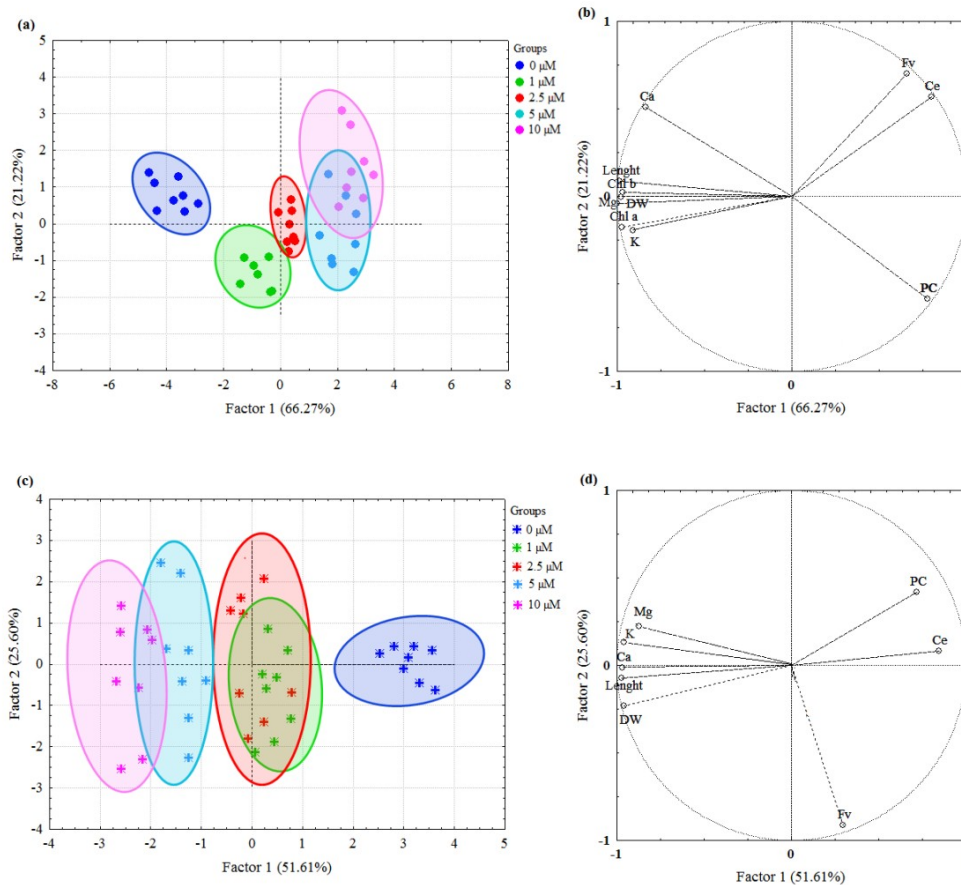 (a)
Groups
0 μM
1 μM
2.5 μM
5 μM
10 μM
5
4
3
2
1
0
-1
-2
-3
-4
-8
-6
-4
-2
0
2
4
6
8
Factor 2 (21.22%)
Factor 1 (66.27%)
(b)
1
0
-1
-1
0
Factor 2 (21.22%)
Fv
Ce
Ca
Lenght
Chl b
Mg
DW
Chl a
K
PC
Factor 1 (66.27%)
(c)
Groups
0 μM
1 μM
2.5 μM
5 μM
10 μM
4
3
2
1
0
-1
-2
-3
-4
-4
-3
-2
-1
0
1
2
3
4
5
Factor 2 (25.60%)
Factor 1 (51.61%)
(d)
1
0
-1
-1
0
Factor 2 (25.60%)
PC
Mg
K
Ce
Ca
Lenght
DW
Fv
Factor 1 (51.61%)